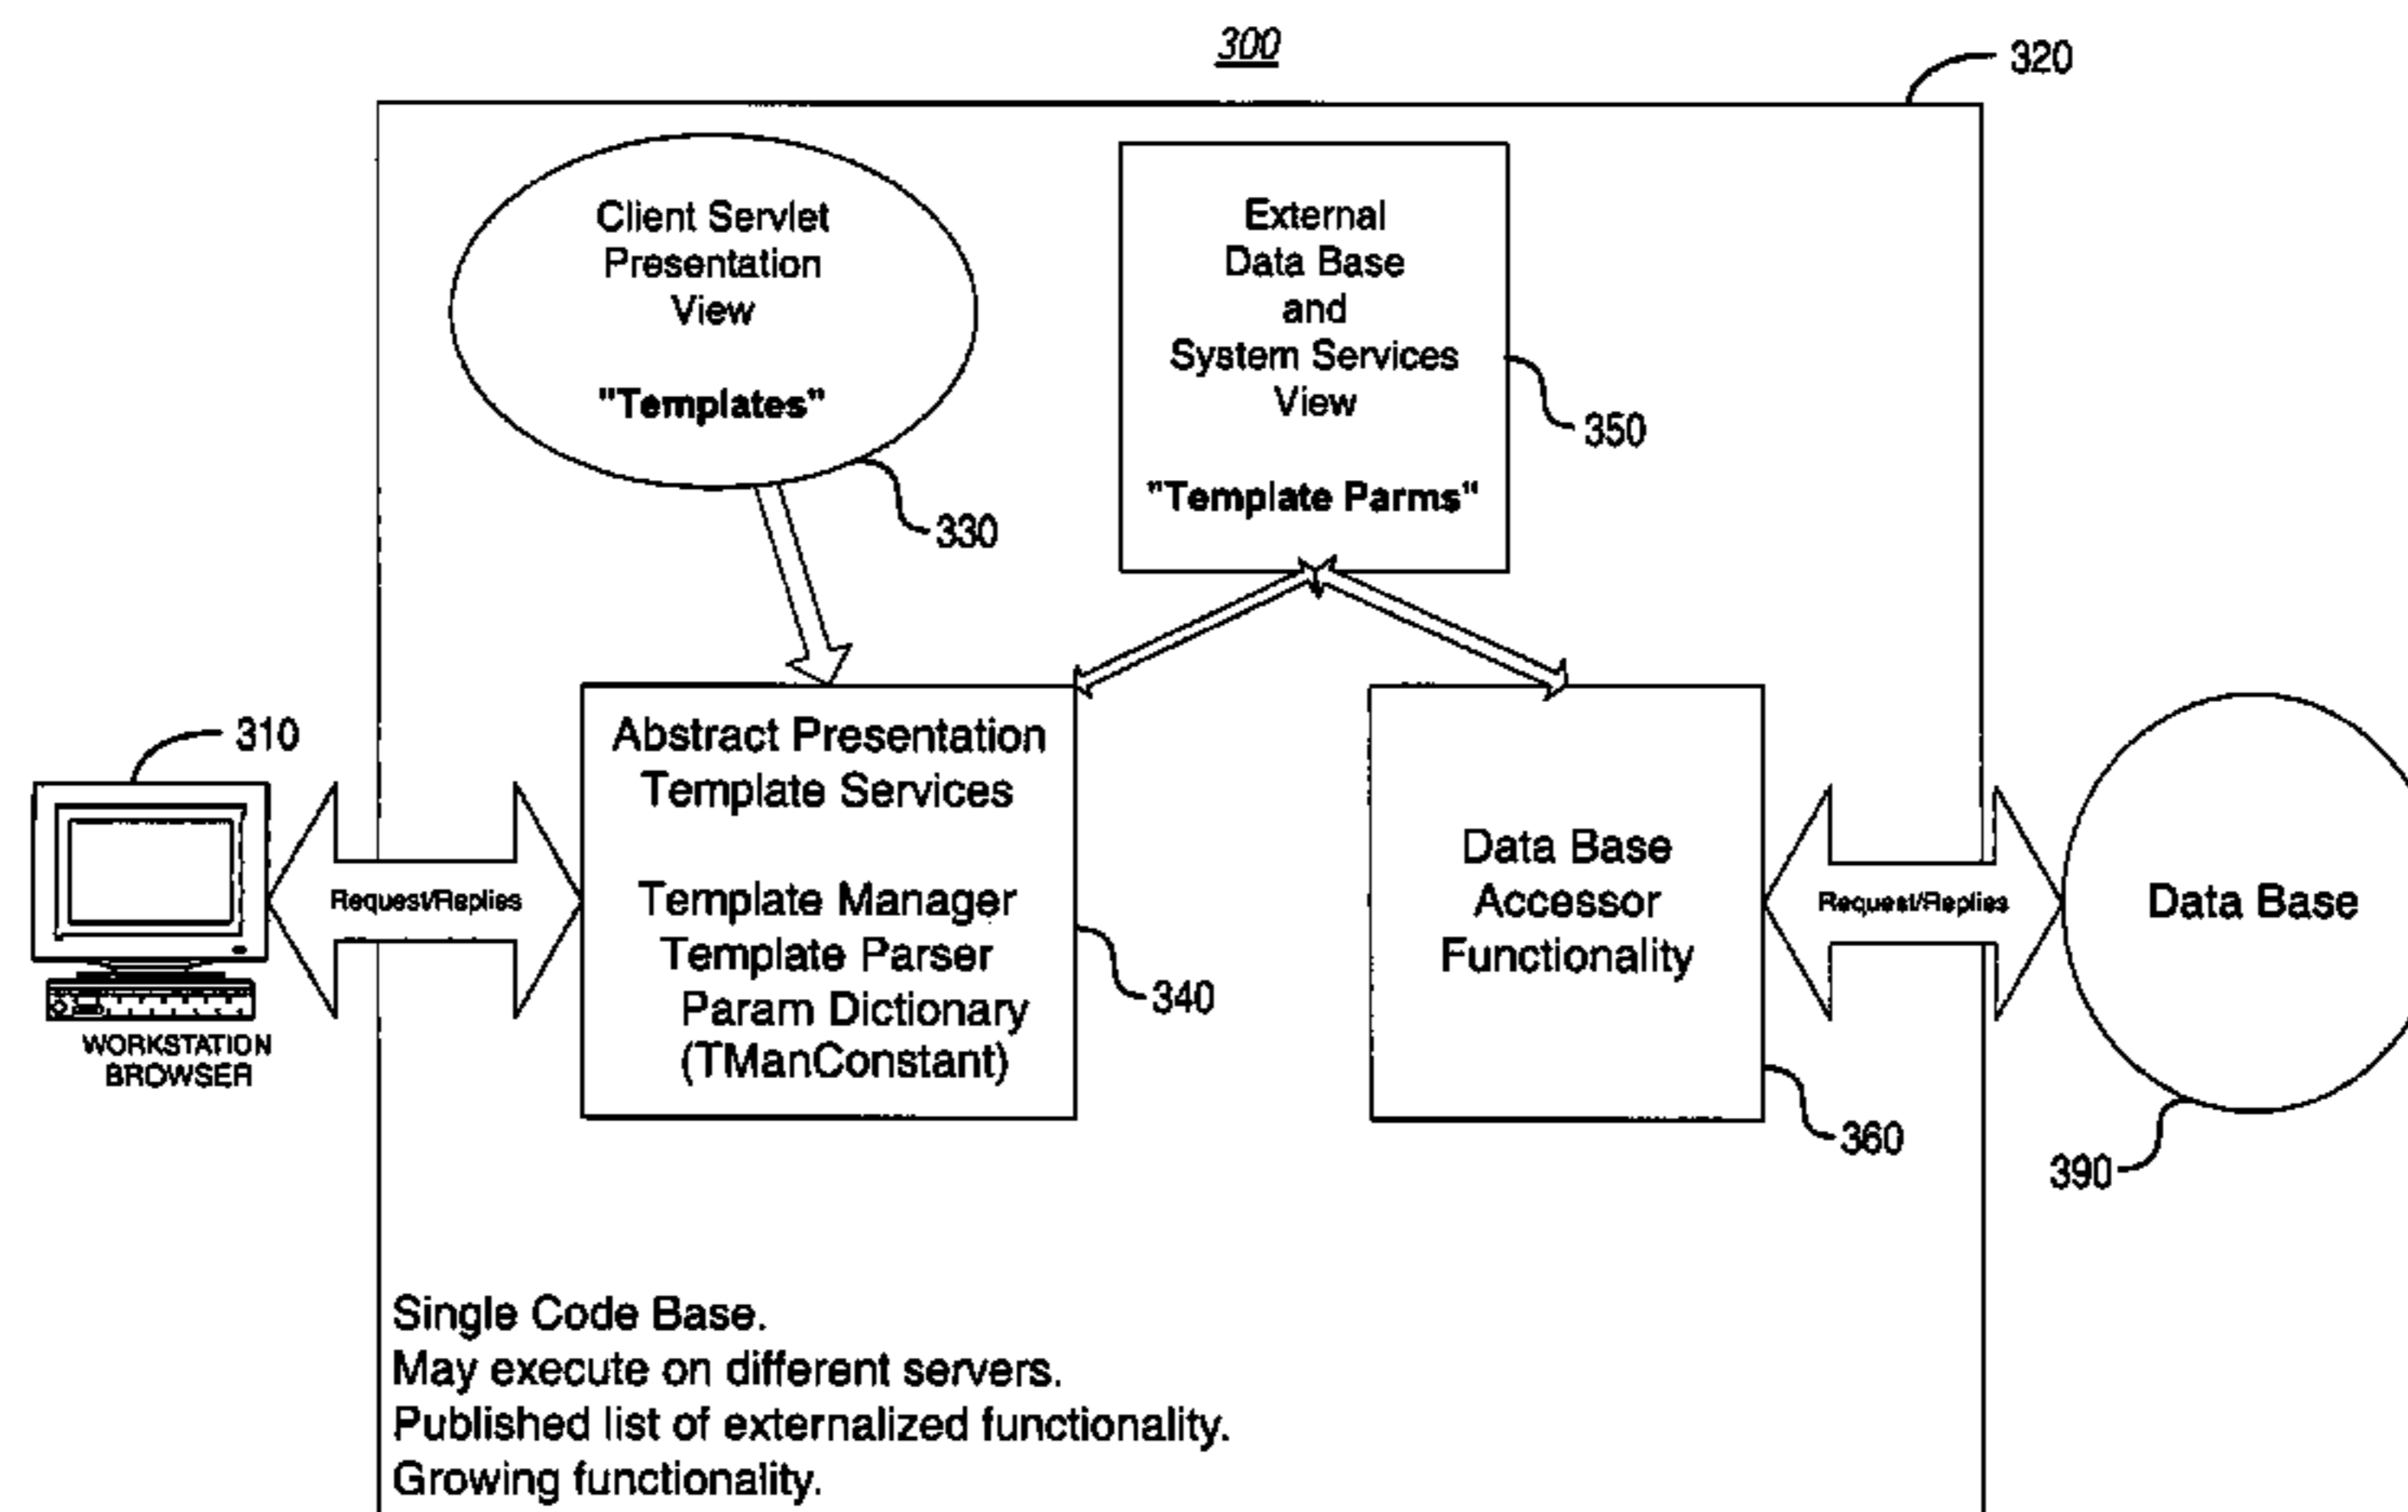 300
320
Client Servlet
Presentation
View
"Templates"
330
External
Data Base
and
System Services
View
"Template Parms"
350
310
WORKSTATION
BROWSER
Request/Replies
Abstract Presentation
Template Services
Template Manager
Template Parser
Param Dictionary
(TManConstant)
340
Data Base
Accessor
Functionality
360
Request/Replies
Data Base
390
Single Code Base.
May execute on different servers.
Published list of externalized functionality.
Growing functionality.